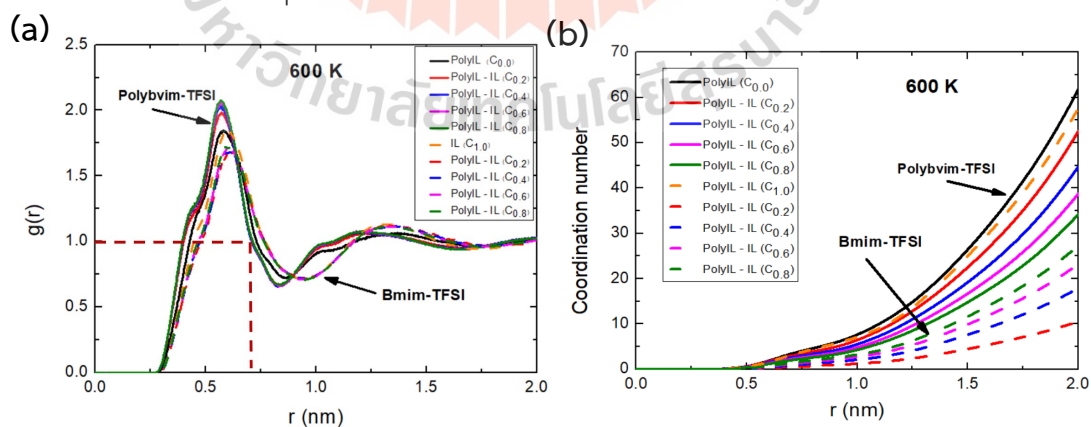 (a)
2.5
2.0
1.5
1.0
0.5
0.0
g(r)
0.0 0.5 1.0 1.5 2.0
r (nm)
600 K
Polybvim-TFSI
Bmim-TFSI
PolyIL (C0.0)
PolyIL - IL (C0.2)
PolyIL - IL (C0.4)
PolyIL - IL (C0.6)
PolyIL - IL (C0.8)
IL (C1.0)
PolyIL - IL (C0.2)
PolyIL - IL (C0.4)
PolyIL - IL (C0.6)
PolyIL - IL (C0.8)
(b)
70
60
50
40
30
20
10
0
Coordination number
0.0 0.5 1.0 1.5 2.0
r (nm)
600 K
Polybvim-TFSI
Bmim-TFSI
PolyIL (C0.0)
PolyIL - IL (C0.2)
PolyIL - IL (C0.4)
PolyIL - IL (C0.6)
PolyIL - IL (C0.8)
PolyIL - IL (C1.0)
PolyIL - IL (C0.2)
PolyIL - IL (C0.4)
PolyIL - IL (C0.6)
PolyIL - IL (C0.8)